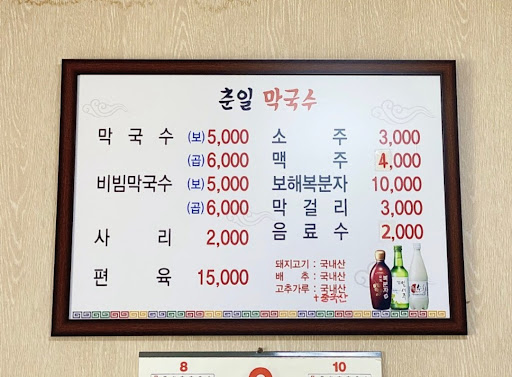 춘일 막국수
막국수 (보) 5,000
(곱) 6,000
비빔막국수 (보) 5,000
(곱) 6,000
사리 2,000
편육 15,000
소주 3,000
맥주 4,000
보해복분자 10,000
막걸리 3,000
음료수 2,000
돼지고기 : 국내산
배추 : 국내산
고추가루 : 국내산
+중국산
8
10